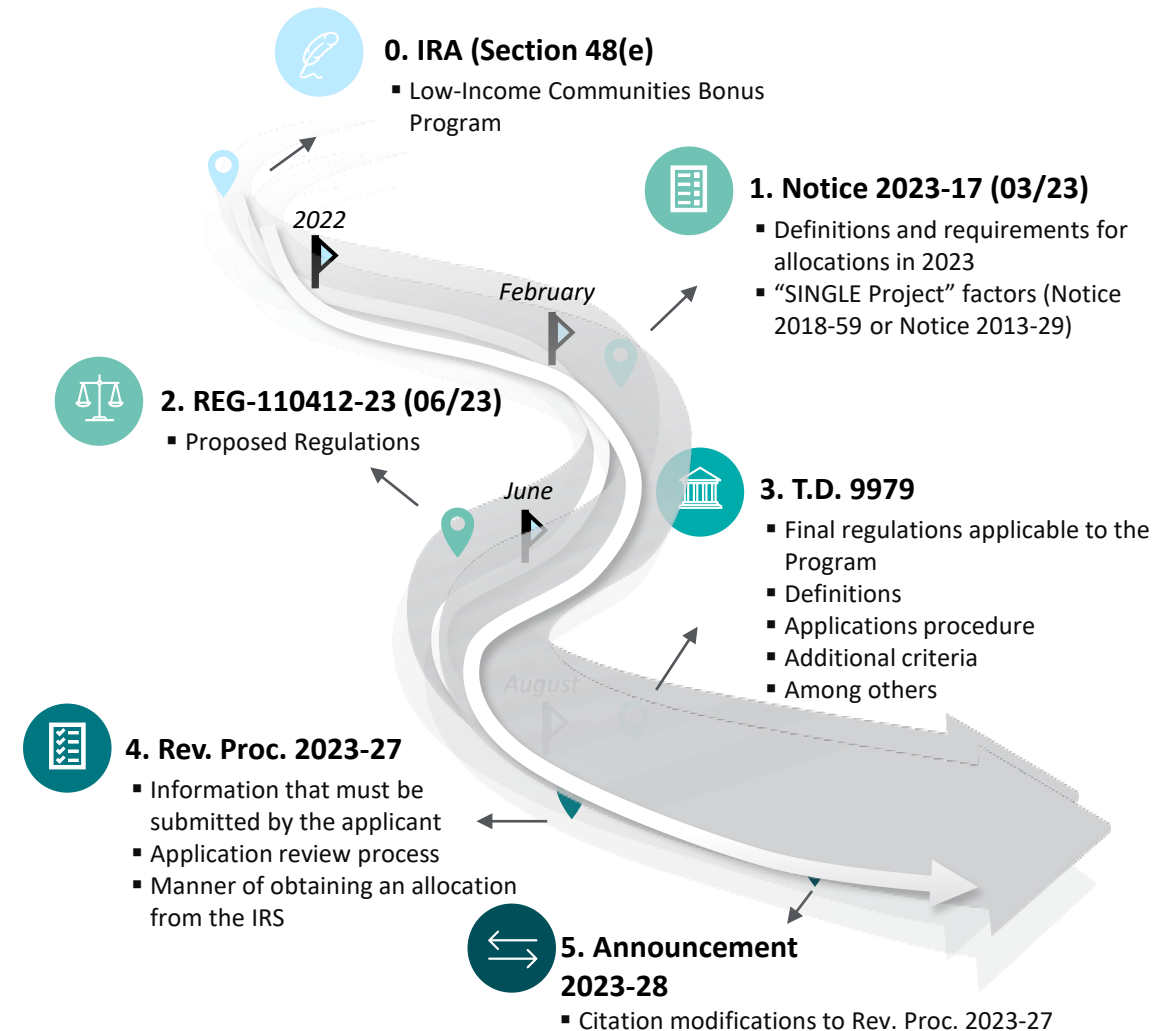 0. IRA (Section 48(e)
▪ Low-Income Communities Bonus
Program
1. Notice 2023-17 (03/23)
▪ Definitions and requirements for
allocations in 2023
▪ “SINGLE Project” factors (Notice
2018-59 or Notice 2013-29)
2022
February
2. REG-110412-23 (06/23)
▪ Proposed Regulations
June
3. T.D. 9979
▪ Final regulations applicable to the
Program
▪ Definitions
▪ Applications procedure
▪ Additional criteria
▪ Among others
August
4. Rev. Proc. 2023-27
▪ Information that must be
submitted by the applicant
▪ Application review process
▪ Manner of obtaining an allocation
from the IRS
5. Announcement
2023-28
▪ Citation modifications to Rev. Proc. 2023-27